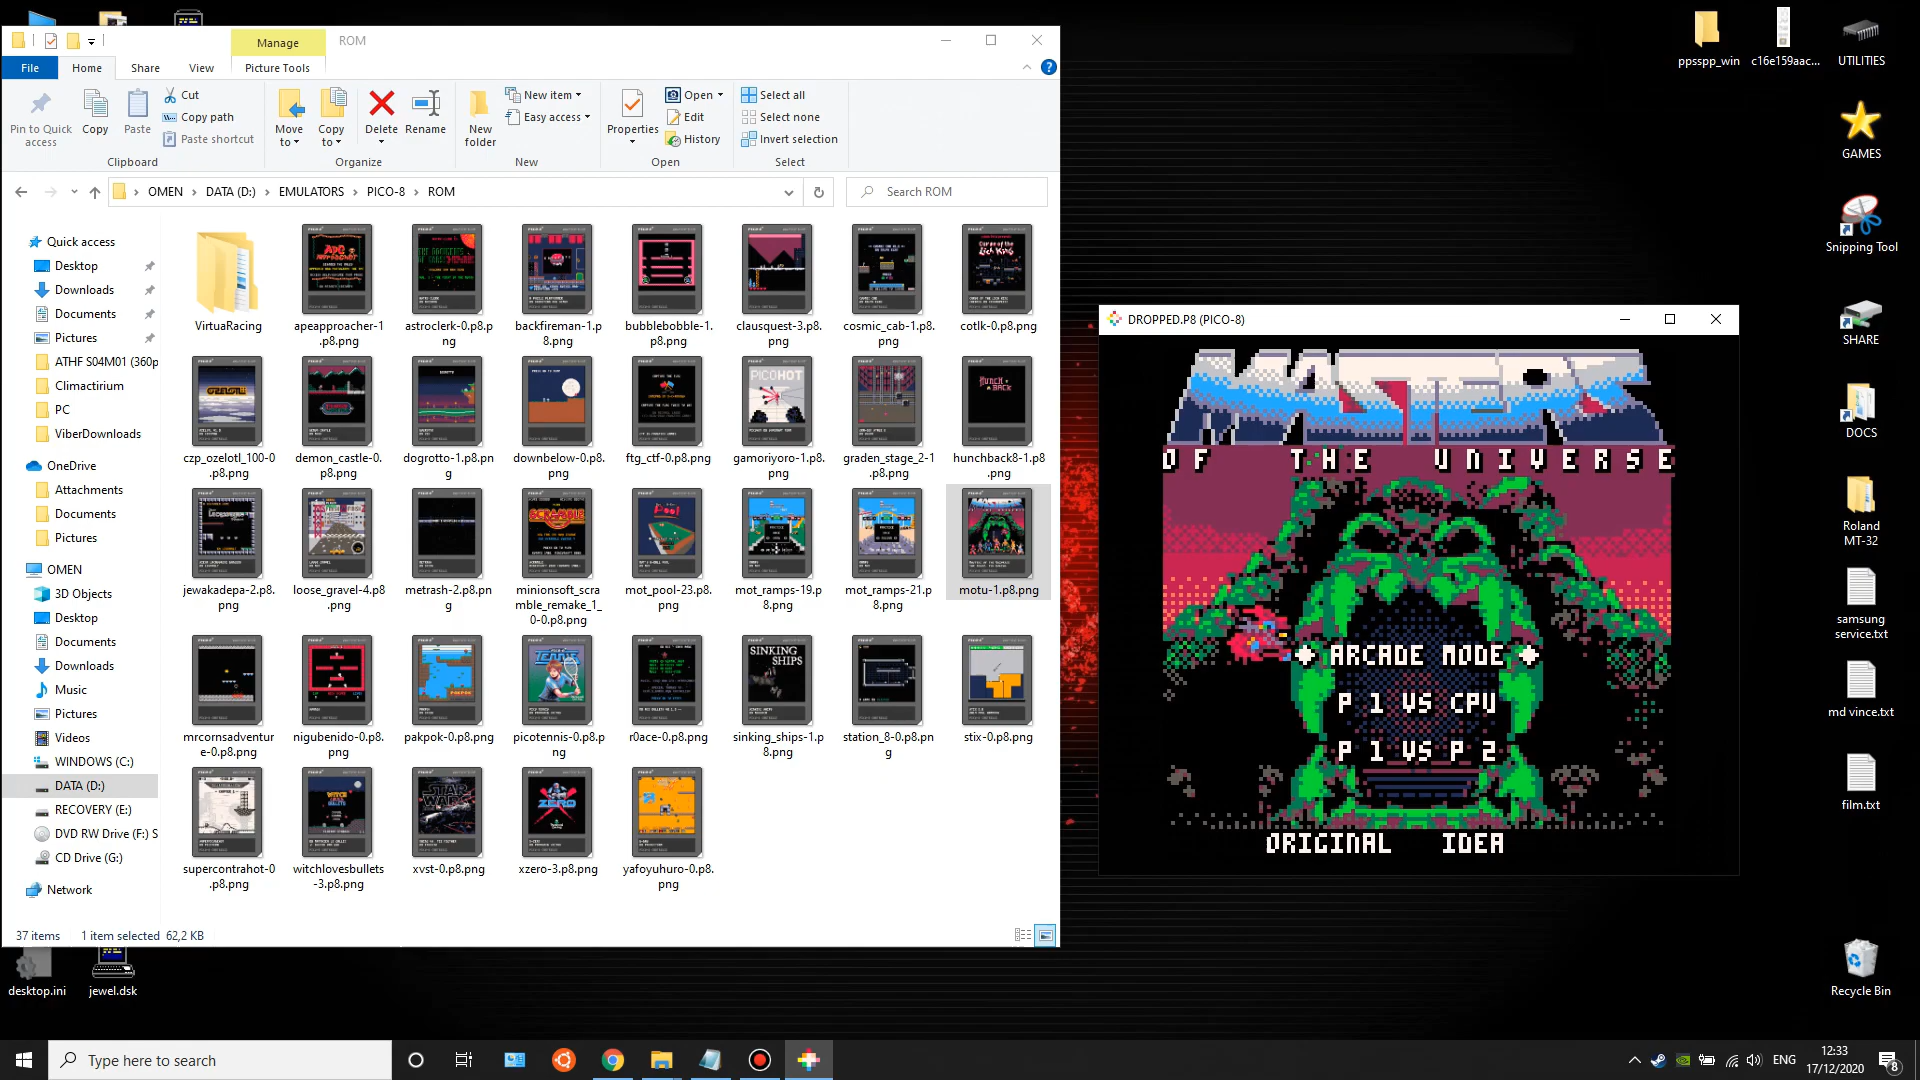 Manage
ROM
File
Home
Share
View
Picture Tools
Pin to Quick access
Copy
Paste
Cut
Copy path
Paste shortcut
Move to
Copy to
Delete
Rename
New folder
New item
Easy access
Properties
Open
Edit
History
Select all
Select none
Invert selection
Clipboard
Organize
New
Open
Select
OMEN
DATA (D:)
EMULATORS
PICO-8
ROM
Search ROM
Quick access
Desktop
Downloads
Documents
Pictures
ATHF S04M01 (360p
Climactirium
PC
ViberDownloads
OneDrive
Attachments
Documents
Pictures
OMEN
3D Objects
Desktop
Documents
Downloads
Music
Pictures
Videos
WINDOWS (C:)
DATA (D:)
RECOVERY (E:)
DVD RW Drive (F:) S
CD Drive (G:)
Network
VirtuaRacing
apeapproacher-1.p8.png
astroclerk-0.p8.png
backfireman-1.p8.png
bubblebobble-1.p8.png
clausquest-3.p8.png
cosmic_cab-1.p8.png
cotlk-0.p8.png
czp_ozelotl_100-0.p8.png
demon_castle-0.p8.png
dogrotto-1.p8.png
downbelow-0.p8.png
ftg_ctf-0.p8.png
gamoriyoro-1.p8.png
graden_stage_2-1.p8.png
hunchback8-1.p8.png
jewakadepa-2.p8.png
loose_gravel-4.p8.png
metrash-2.p8.png
minionsoft_scramble_remake_1_0-0.p8.png
mot_pool-23.p8.png
mot_ramps-19.p8.png
mot_ramps-21.p8.png
motu-1.p8.png
mrcornsadventure-0.p8.png
nigubenido-0.p8.png
pakpok-0.p8.png
picotennis-0.p8.png
r0ace-0.p8.png
sinking_ships-1.p8.png
station_8-0.p8.png
stix-0.p8.png
supercontrahot-0.p8.png
witchlovesbullets-3.p8.png
xvst-0.p8.png
xzero-3.p8.png
yafoyuhuro-0.p8.png
37 items
1 item selected 62,2 KB
DROPPED.P8 (PICO-8)
OF THE UNIVERSE
ARCADE MODE
P 1 VS CPU
P 1 VS P 2
ORIGINAL IDEA
ppsspp_win
c16e159aac...
UTILITIES
GAMES
Snipping Tool
SHARE
DOCS
Roland MT-32
samsung service.txt
md vince.txt
film.txt
Recycle Bin
desktop.ini
jewel.dsk
Type here to search
ENG
12:33
17/12/2020
8